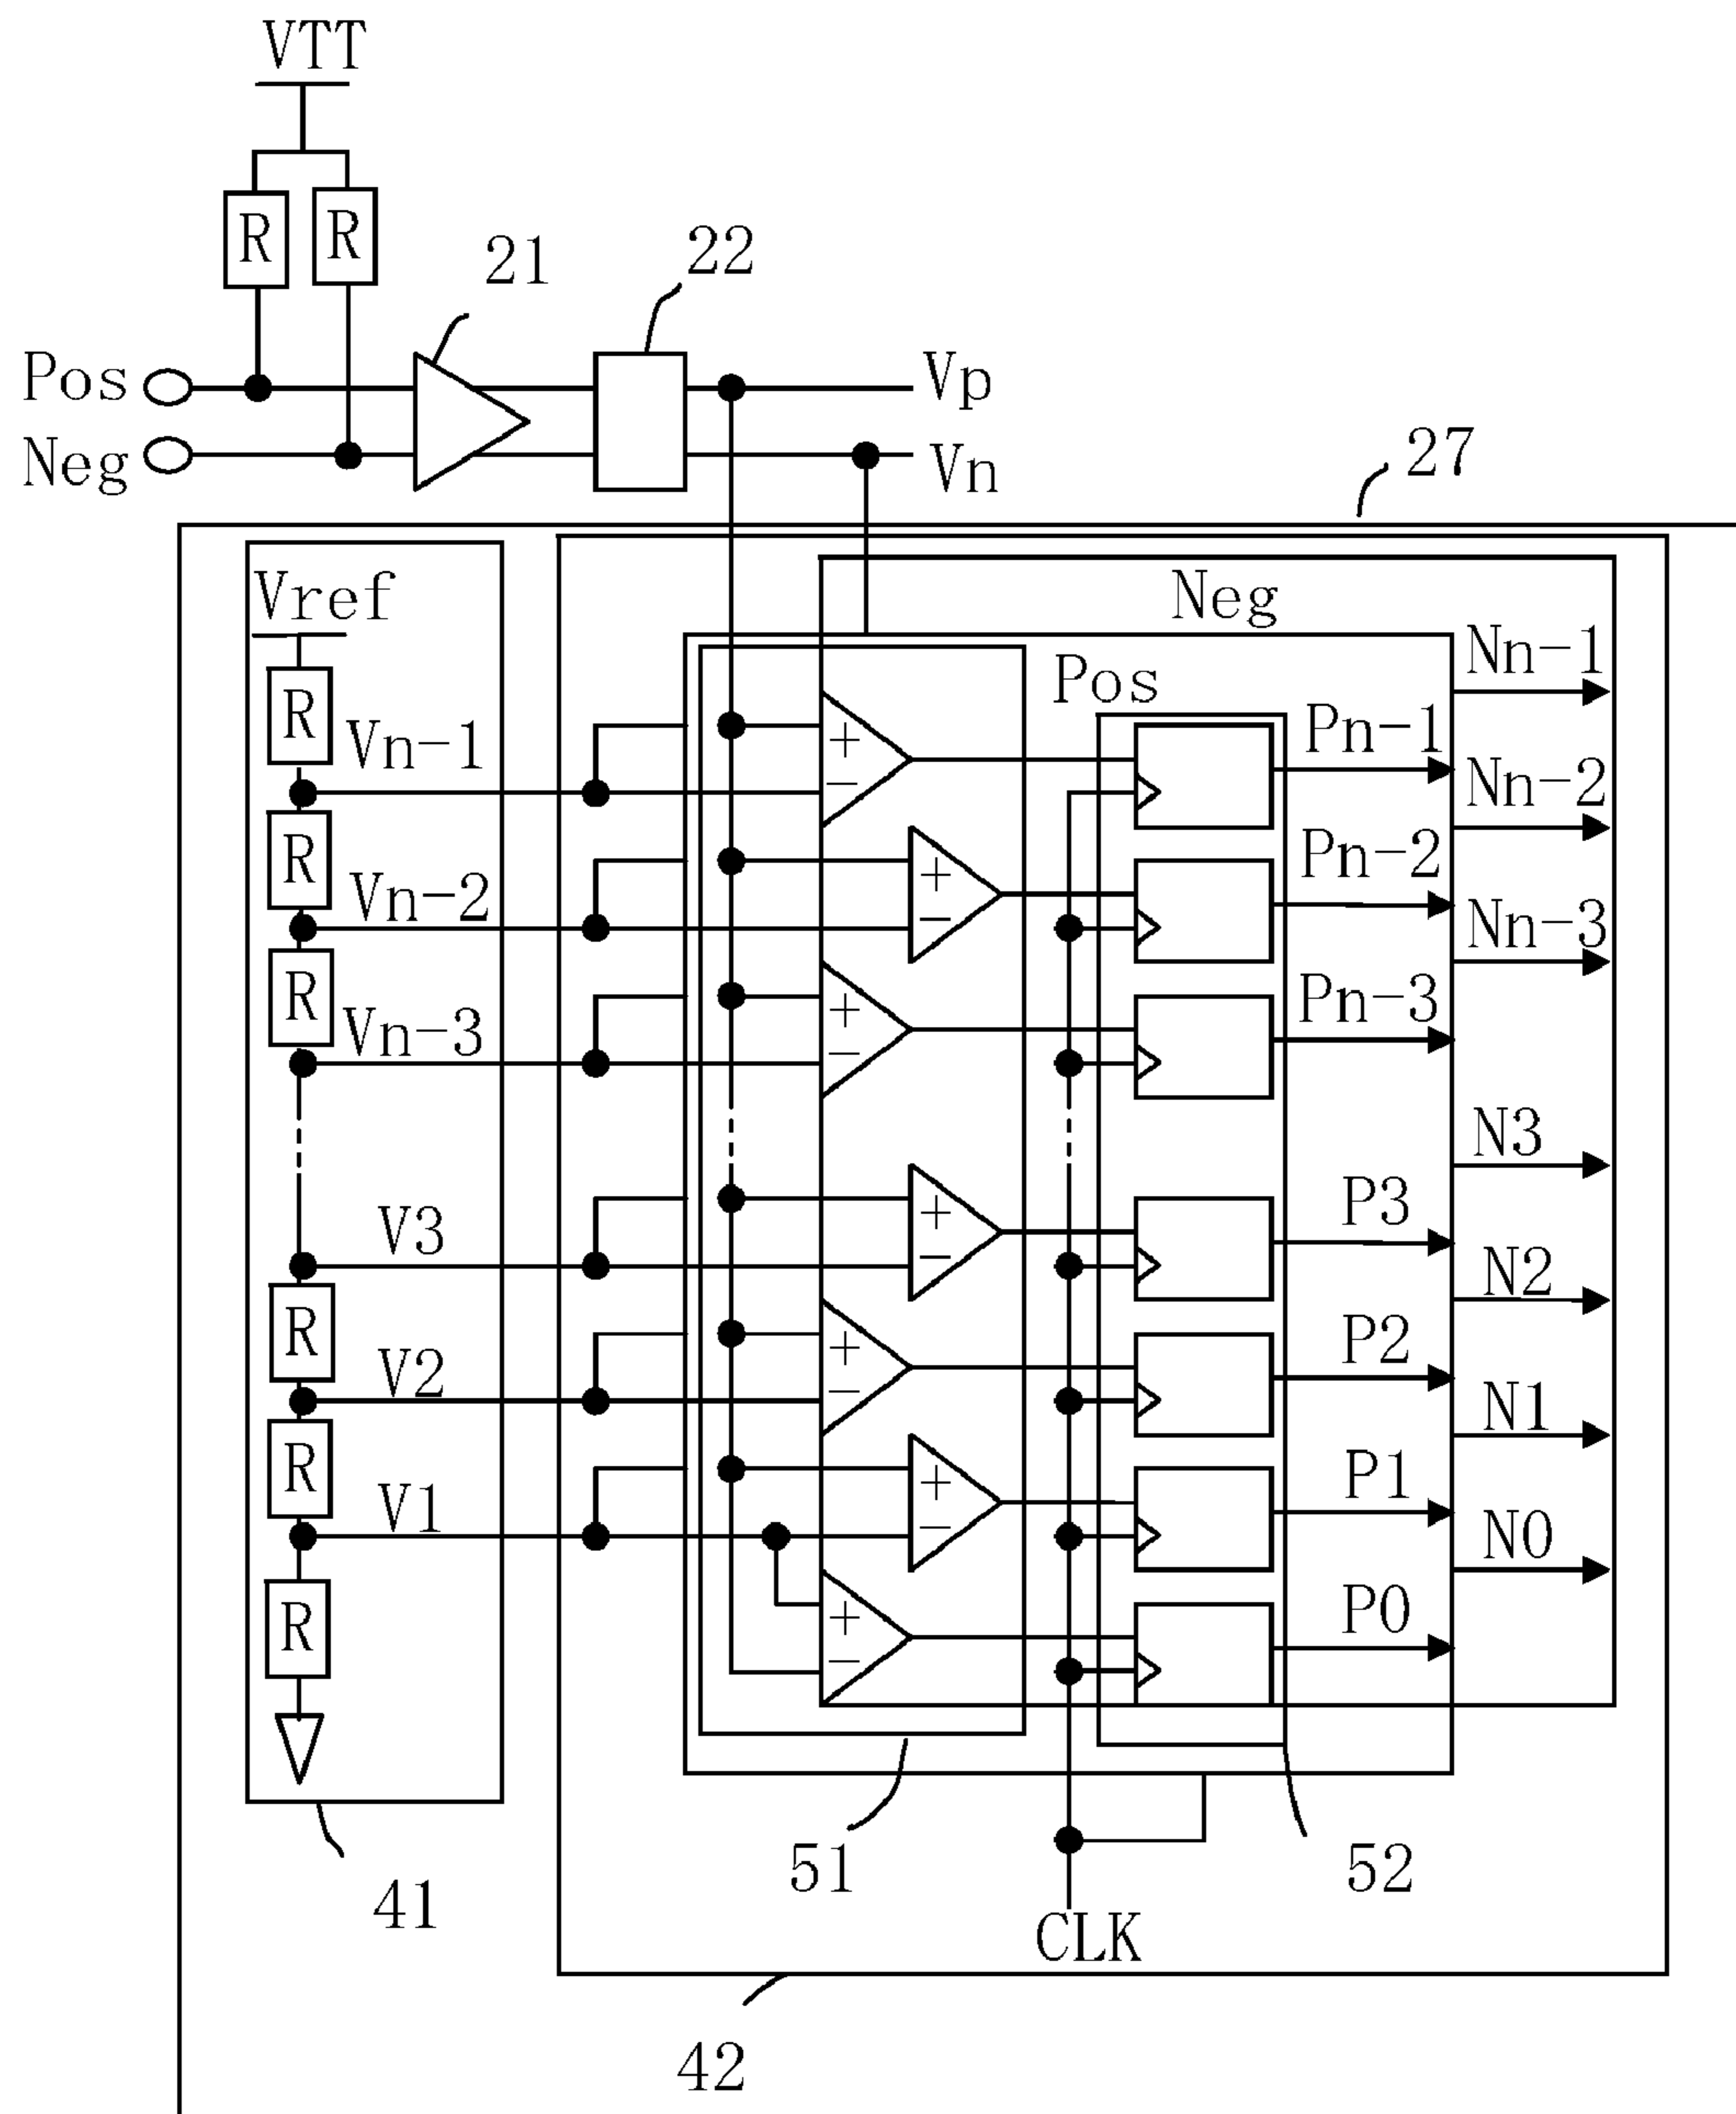 VTT
R R
21
22
Pos
Neg
Vp
Vn
27
Vref
Neg
Pos
R
Vn-1
R
Vn-2
R
Vn-3
V3
R
V2
R
V1
R
+
−
+
−
+
−
+
−
+
−
+
−
+
−
Nn-1
Pn-1
Nn-2
Pn-2
Nn-3
Pn-3
N3
P3
N2
P2
N1
P1
N0
P0
41
51
52
CLK
42